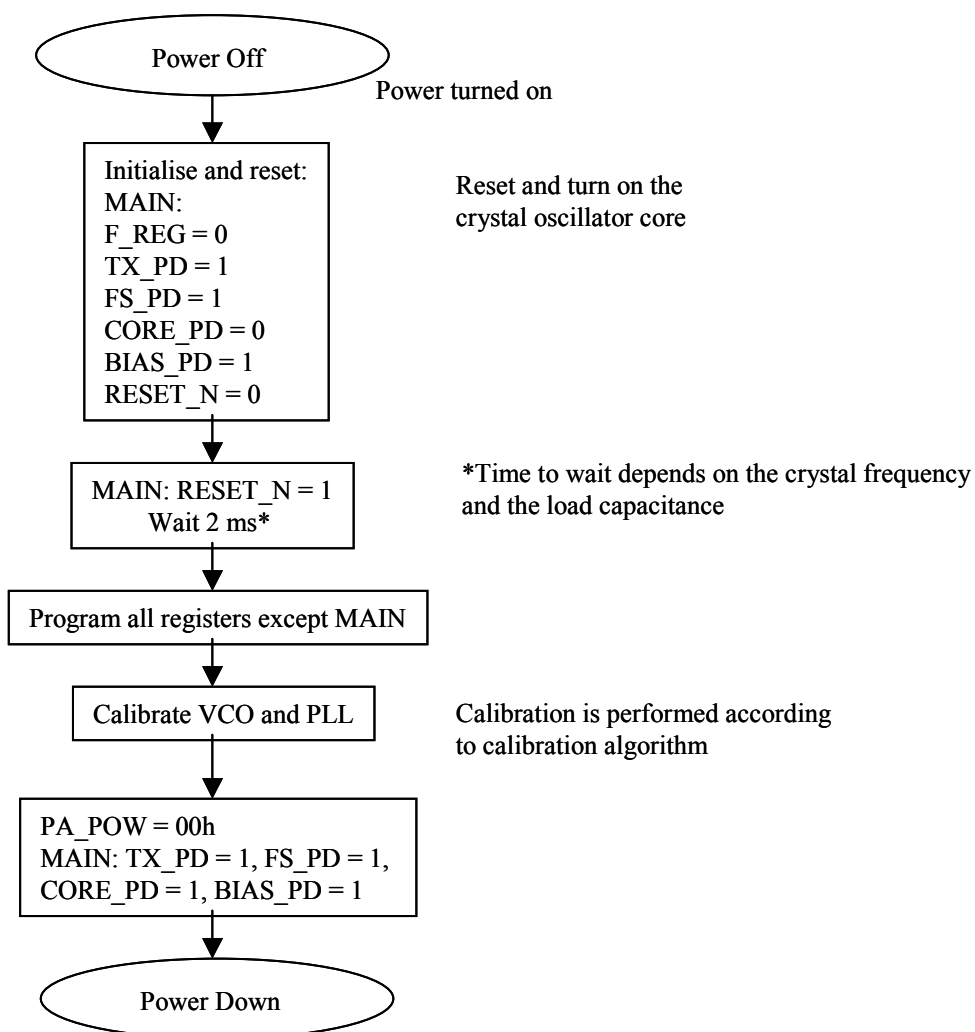 Power Off
Power turned on
Initialise and reset:
MAIN:
F_REG = 0
TX_PD = 1
FS_PD = 1
CORE_PD = 0
BIAS_PD = 1
RESET_N = 0
Reset and turn on the
crystal oscillator core
MAIN: RESET_N = 1
Wait 2 ms*
*Time to wait depends on the crystal frequency
and the load capacitance
Program all registers except MAIN
Calibrate VCO and PLL
Calibration is performed according
to calibration algorithm
PA_POW = 00h
MAIN: TX_PD = 1, FS_PD = 1,
CORE_PD = 1, BIAS_PD = 1
Power Down